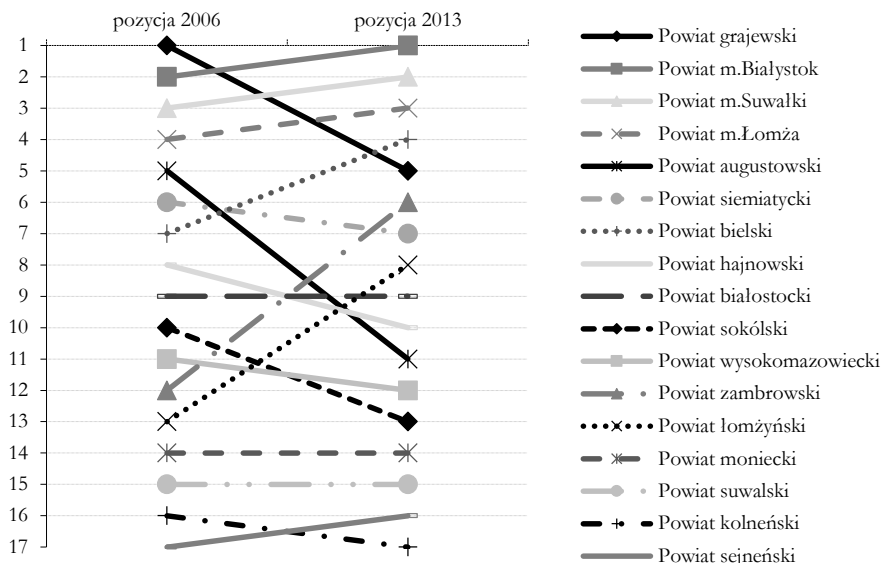 pozycja 2006 pozycja 2013
1
2
3
4
5
6
7
8
9
10
11
12
13
14
15
16
17
Powiat grajewski
Powiat m.Białystok
Powiat m.Suwałki
Powiat m.Łomża
Powiat augustowski
Powiat siemiatycki
Powiat bielski
Powiat hajnowski
Powiat białostocki
Powiat sokólski
Powiat wysokomazowiecki
Powiat zambrowski
Powiat łomżyński
Powiat moniecki
Powiat suwalski
Powiat kolneński
Powiat sejneński